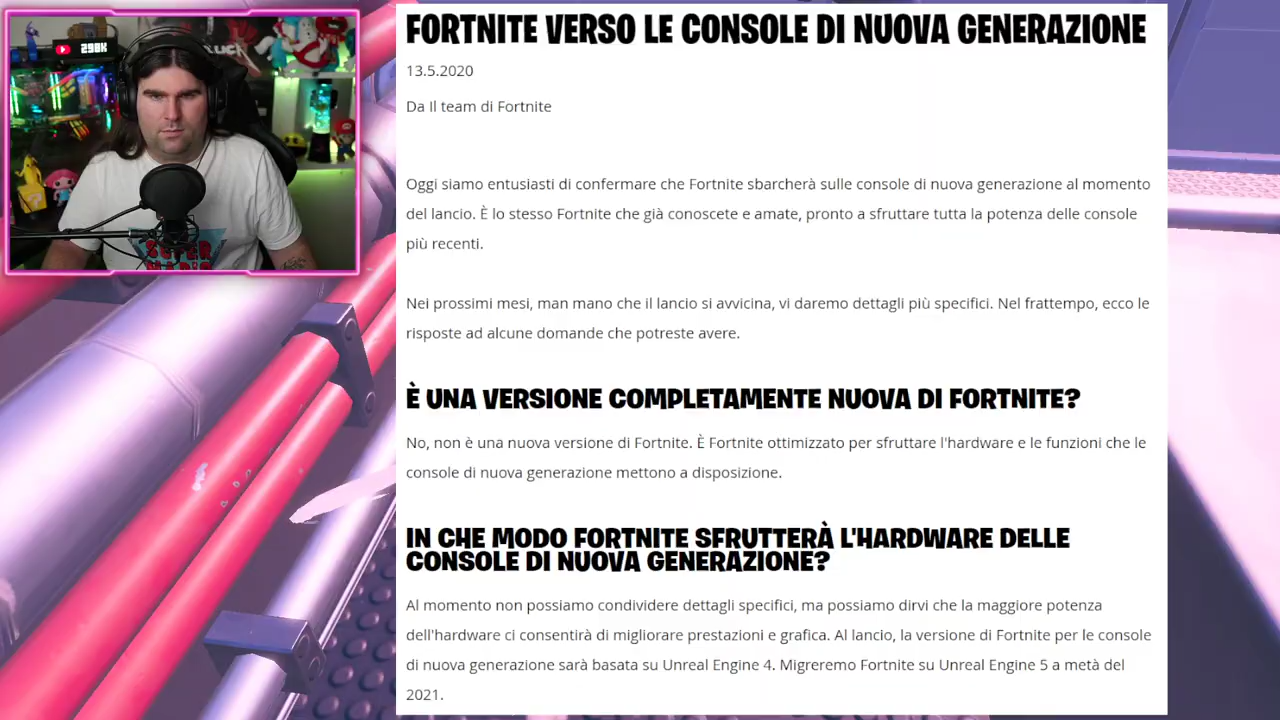 298K
SUPER
FORTNITE VERSO LE CONSOLE DI NUOVA GENERAZIONE
13.5.2020
Da Il team di Fortnite
Oggi siamo entusiasti di confermare che Fortnite sbarcherà sulle console di nuova generazione al momento
del lancio. È lo stesso Fortnite che già conoscete e amate, pronto a sfruttare tutta la potenza delle console
più recenti.
Nei prossimi mesi, man mano che il lancio si avvicina, vi daremo dettagli più specifici. Nel frattempo, ecco le
risposte ad alcune domande che potreste avere.
È UNA VERSIONE COMPLETAMENTE NUOVA DI FORTNITE?
No, non è una nuova versione di Fortnite. È Fortnite ottimizzato per sfruttare l'hardware e le funzioni che le
console di nuova generazione mettono a disposizione.
IN CHE MODO FORTNITE SFRUTTERÀ L'HARDWARE DELLE
CONSOLE DI NUOVA GENERAZIONE?
Al momento non possiamo condividere dettagli specifici, ma possiamo dirvi che la maggiore potenza
dell'hardware ci consentirà di migliorare prestazioni e grafica. Al lancio, la versione di Fortnite per le console
di nuova generazione sarà basata su Unreal Engine 4. Migreremo Fortnite su Unreal Engine 5 a metà del
2021.